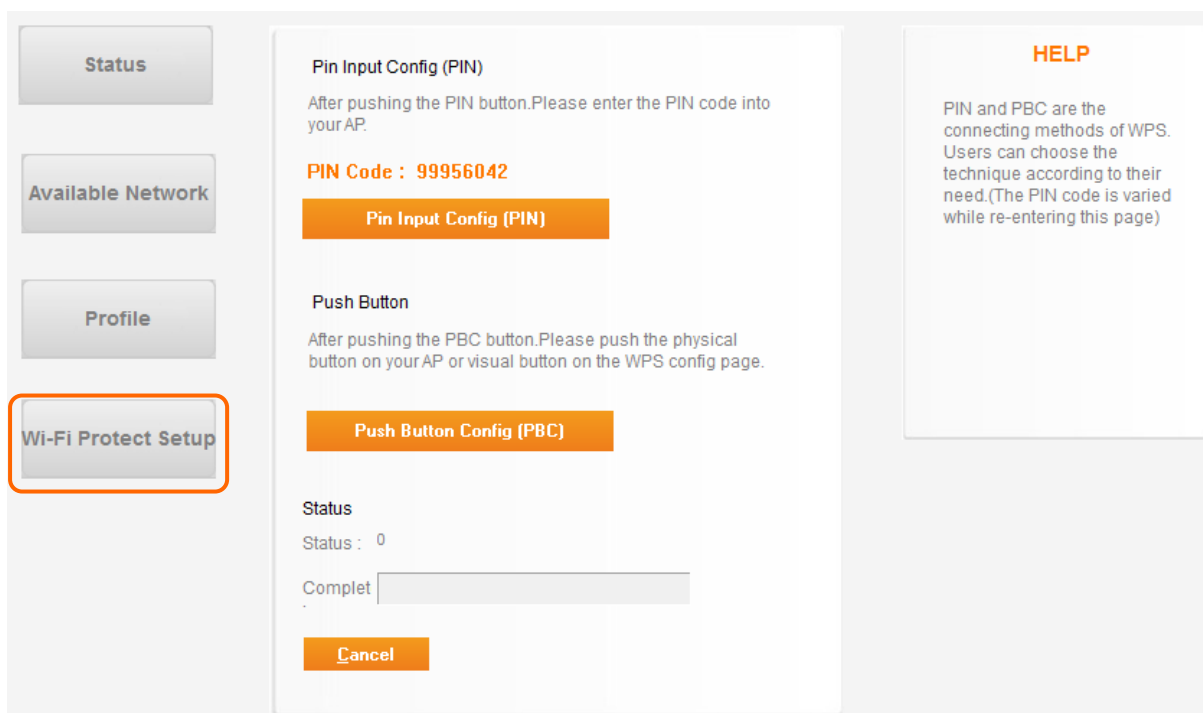 Status
Available Network
Profile
Wi-Fi Protect Setup
Pin Input Config (PIN)
After pushing the PIN button.Please enter the PIN code into
your AP.
PIN Code : 99956042
Pin Input Config (PIN)
Push Button
After pushing the PBC button.Please push the physical
button on your AP or visual button on the WPS config page.
Push Button Config (PBC)
Status
Status : 0
Complet
Cancel
HELP
PIN and PBC are the
connecting methods of WPS.
Users can choose the
technique according to their
need.(The PIN code is varied
while re-entering this page)